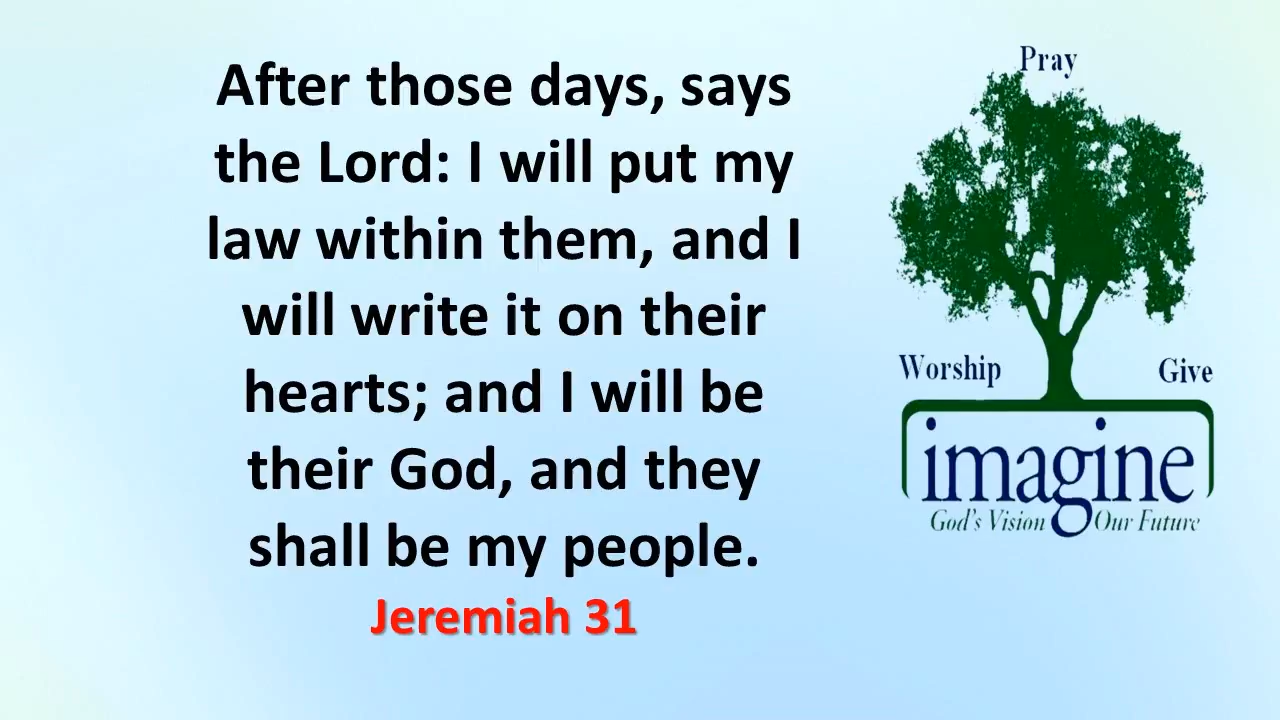 After those days, says
the Lord: I will put my
law within them, and I
will write it on their
hearts; and I will be
their God, and they
shall be my people.
Jeremiah 31
Pray
Worship
Give
imagine
God's Vision Our Future